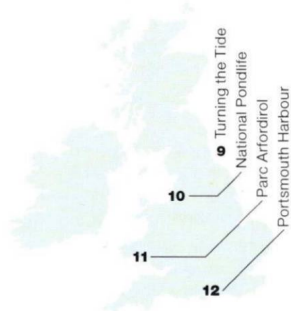 9 Turning the Tide
10 National Pondlife
11 Parc Arfordirol
12 Portsmouth Harbour